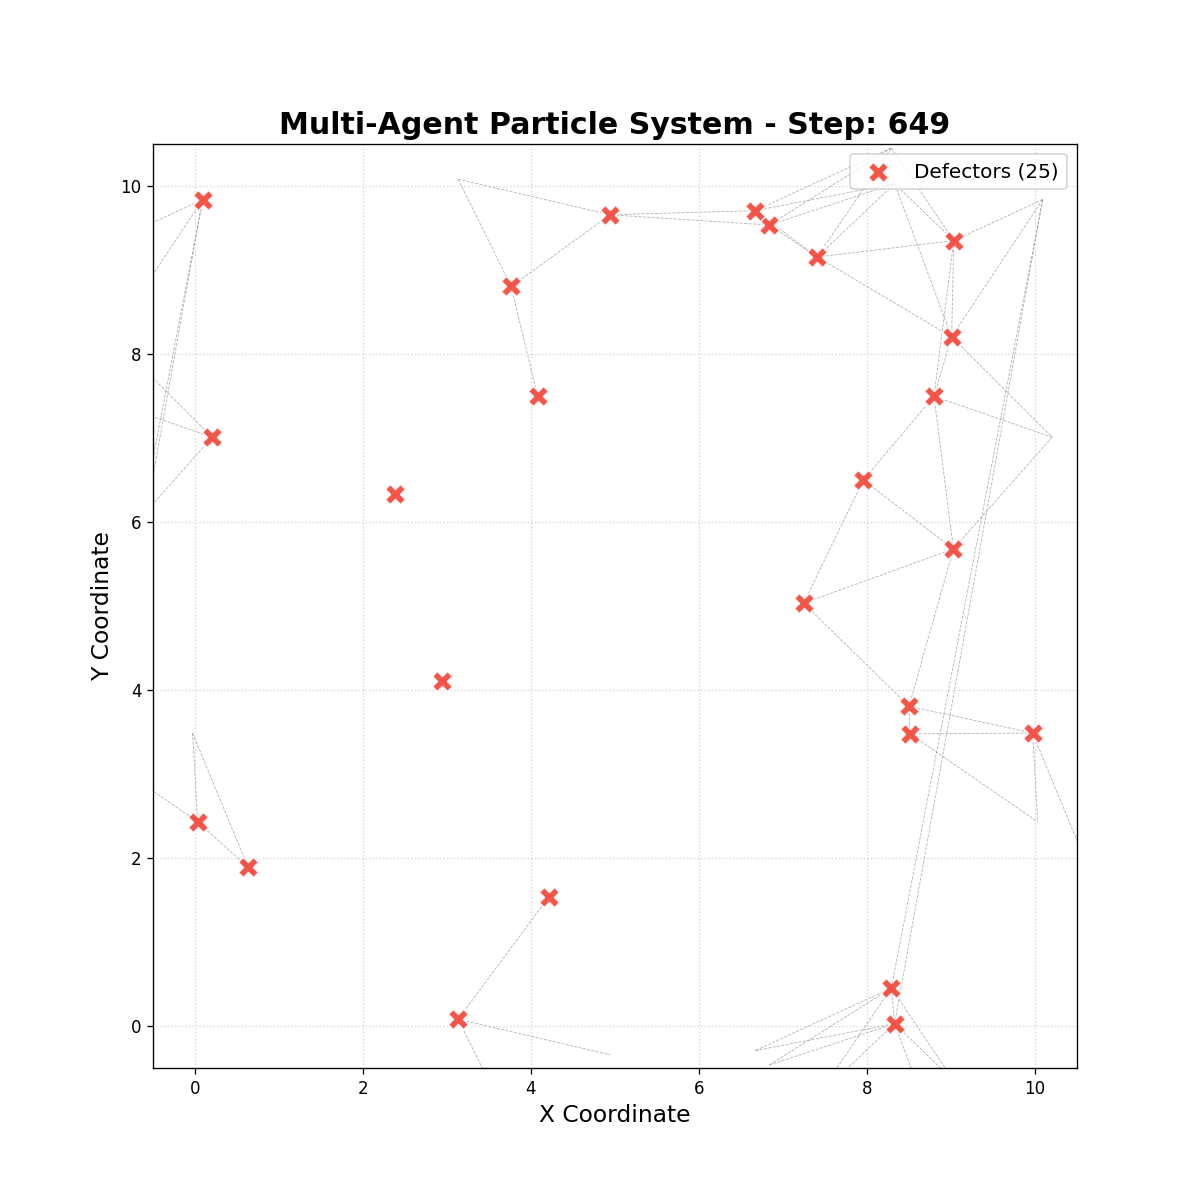 Multi-Agent Particle System - Step: 649
Defectors (25)
10
8
6
4
2
0
Y Coordinate
0 2 4 6 8 10
X Coordinate